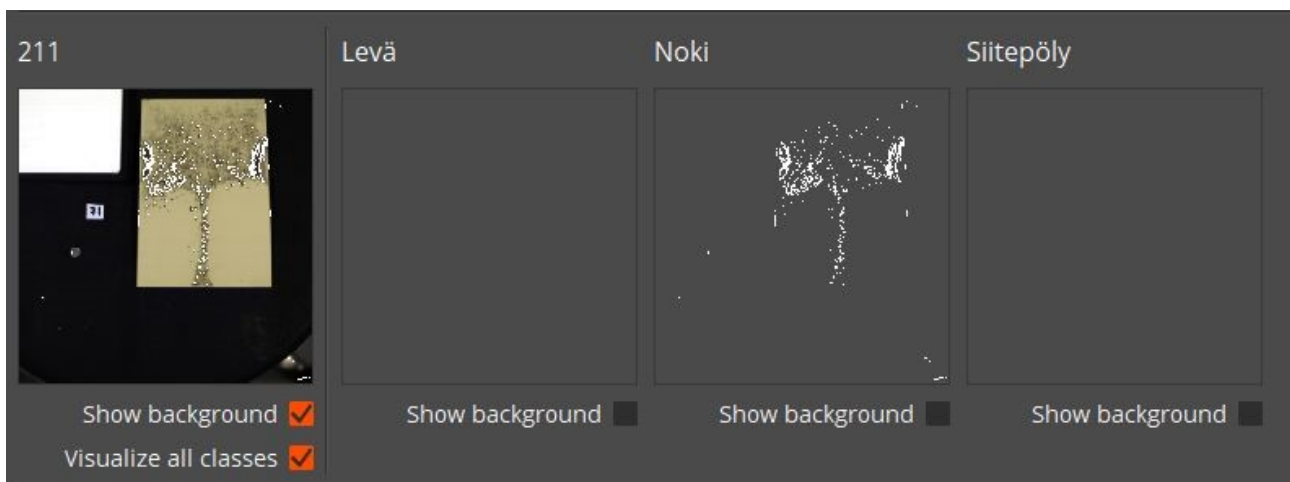 211
Levä
Noki
Siitepöly
Show background
Show background
Show background
Show background
Visualize all classes